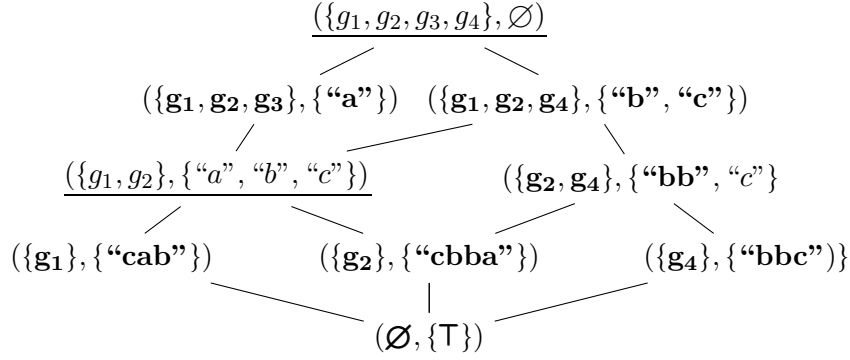 ({g₁, g₂, g₃, g₄}, ∅)
({g₁, g₂, g₃}, {“a”}) ({g₁, g₂, g₄}, {“b”, “c”})
({g₁, g₂}, {“a”, “b”, “c”}) ({g₂, g₄}, {“bb”, “c”}
({g₁}, {“cab”}) ({g₂}, {“cbba”}) ({g₄}, {“bbc”)}
(∅, {⊤})